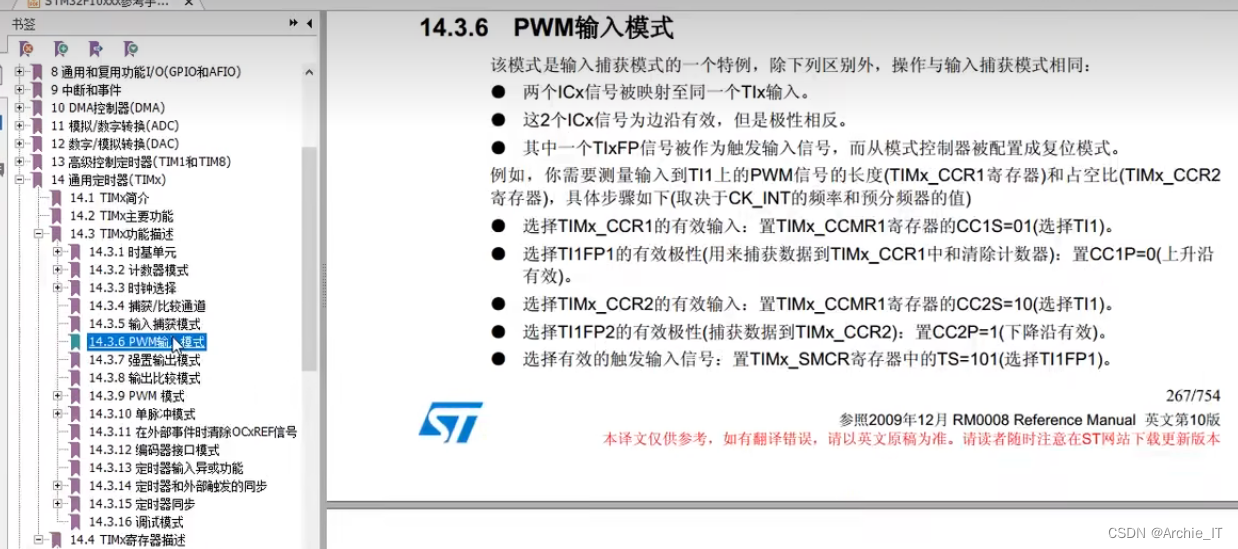 STM32F10xxx参考手...
书签
8 通用和复用功能I/O(GPIO和AFIO)
9 中断和事件
10 DMA控制器(DMA)
11 模拟/数字转换(ADC)
12 数字/模拟转换(DAC)
13 高级控制定时器(TIM1和TIM8)
14 通用定时器(TIMx)
14.1 TIMx简介
14.2 TIMx主要功能
14.3 TIMx功能描述
14.3.1 时基单元
14.3.2 计数器模式
14.3.3 时钟选择
14.3.4 捕获/比较通道
14.3.5 输入捕获模式
14.3.6 PWM输入模式
14.3.7 强置输出模式
14.3.8 输出比较模式
14.3.9 PWM 模式
14.3.10 单脉冲模式
14.3.11 在外部事件时清除OCxREF信号
14.3.12 编码器接口模式
14.3.13 定时器输入异或功能
14.3.14 定时器和外部触发的同步
14.3.15 定时器同步
14.3.16 调试模式
14.4 TIMx寄存器描述
14.3.6 PWM输入模式
该模式是输入捕获模式的一个特例，除下列区别外，操作与输入捕获模式相同：
● 两个ICx信号被映射至同一个TIx输入。
● 这2个ICx信号为边沿有效，但是极性相反。
● 其中一个TIxFP信号被作为触发输入信号，而从模式控制器被配置成复位模式。
例如，你需要测量输入到TI1上的PWM信号的长度(TIMx_CCR1寄存器)和占空比(TIMx_CCR2
寄存器)，具体步骤如下(取决于CK_INT的频率和预分频器的值)
● 选择TIMx_CCR1的有效输入：置TIMx_CCMR1寄存器的CC1S=01(选择TI1)。
● 选择TI1FP1的有效极性(用来捕获数据到TIMx_CCR1中和清除计数器)：置CC1P=0(上升沿
有效)。
● 选择TIMx_CCR2的有效输入：置TIMx_CCMR1寄存器的CC2S=10(选择TI1)。
● 选择TI1FP2的有效极性(捕获数据到TIMx_CCR2)：置CC2P=1(下降沿有效)。
● 选择有效的触发输入信号：置TIMx_SMCR寄存器中的TS=101(选择TI1FP1)。
267/754
ST
参照2009年12月 RM0008 Reference Manual 英文第10版
本译文仅供参考，如有翻译错误，请以英文原稿为准。请读者随时注意在ST网站下载更新版本
CSDN @Archie_IT